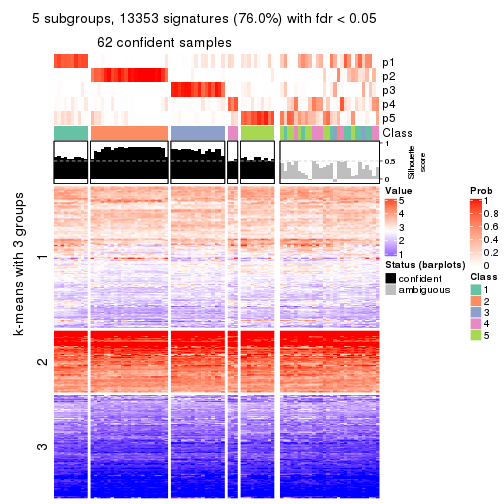 5 subgroups, 13353 signatures (76.0%) with fdr < 0.05
62 confident samples
p1
p2
p3
p4
p5
Class
1
0.5
0
Silhouette
score
k-means with 3 groups
1
2
3
Value
5
4
3
2
1
Status (barplots)
confident
ambiguous
Prob
1
0.8
0.6
0.4
0.2
0
Class
1
2
3
4
5